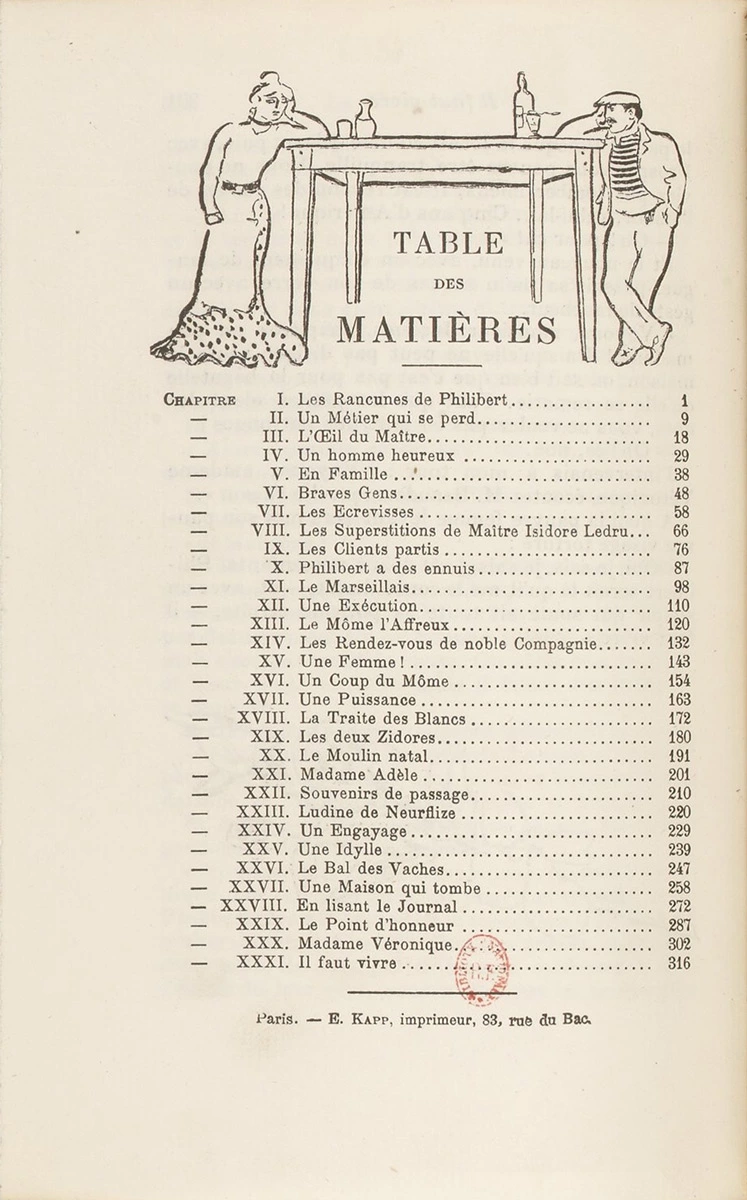 TABLE
DES
MATIÈRES
CHAPITRE I. Les Rancunes de Philibert.................. 1
— II. Un Métier qui se perd...................... 9
— III. L'Œil du Maître............................ 18
— IV. Un homme heureux ........................ 29
— V. En Famille ................................. 38
— VI. Braves Gens................................ 48
— VII. Les Ecrevisses .............................. 58
— VIII. Les Superstitions de Maître Isidore Ledru... 66
— IX. Les Clients partis .......................... 76
— X. Philibert a des ennuis...................... 87
— XI. Le Marseillais.............................. 98
— XII. Une Exécution.............................. 110
— XIII. Le Môme l'Affreux......................... 120
— XIV. Les Rendez-vous de noble Compagnie....... 132
— XV. Une Femme ! ............................... 143
— XVI. Un Coup du Môme ......................... 154
— XVII. Une Puissance ............................. 163
— XVIII. La Traite des Blancs ....................... 172
— XIX. Les deux Zidores........................... 180
— XX. Le Moulin natal............................ 191
— XXI. Madame Adèle ............................. 201
— XXII. Souvenirs de passage....................... 210
— XXIII. Ludine de Neurflize ........................ 220
— XXIV. Un Engayage .............................. 229
— XXV. Une Idylle ................................. 239
— XXVI. Le Bal des Vaches.......................... 247
— XXVII. Une Maison qui tombe ..................... 258
— XXVIII. En lisant le Journal ........................ 272
— XXIX. Le Point d'honneur ........................ 287
— XXX. Madame Véronique......................... 302
— XXXI. Il faut vivre ................................ 316
Paris. — E. KAPP, imprimeur, 83, rue du Bac.